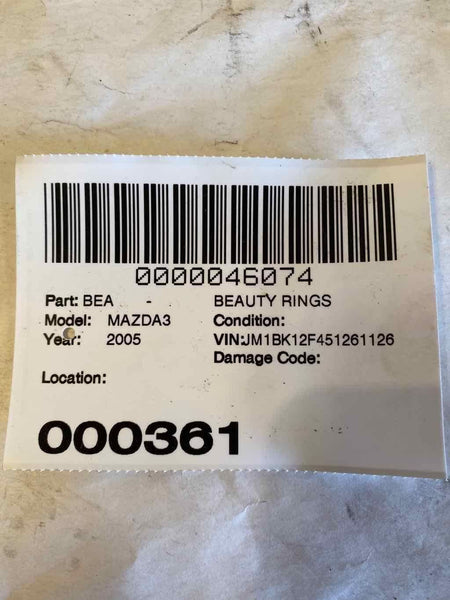 0000046074
Part: BEA - BEAUTY RINGS
Model: MAZDA3 Condition:
Year: 2005 VIN:JM1BK12F451261126
Damage Code:
Location:
000361